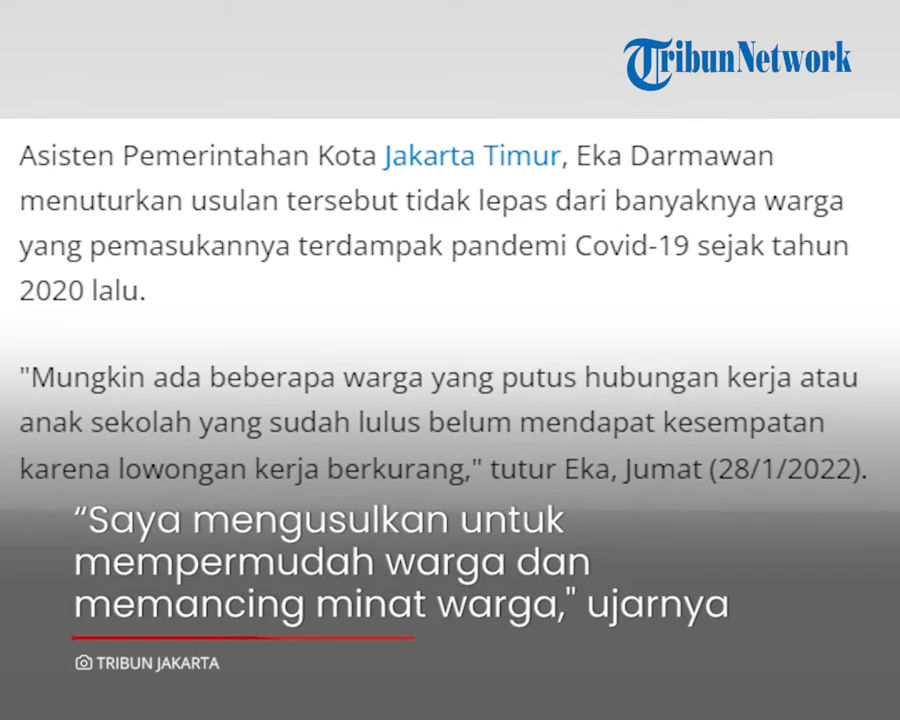 Tribun Network
Asisten Pemerintahan Kota Jakarta Timur, Eka Darmawan
menuturkan usulan tersebut tidak lepas dari banyaknya warga
yang pemasukannya terdampak pandemi Covid-19 sejak tahun
2020 lalu.
"Mungkin ada beberapa warga yang putus hubungan kerja atau
anak sekolah yang sudah lulus belum mendapat kesempatan
karena lowongan kerja berkurang," tutur Eka, Jumat (28/1/2022).
“Saya mengusulkan untuk
mempermudah warga dan
memancing minat warga," ujarnya
TRIBUN JAKARTA